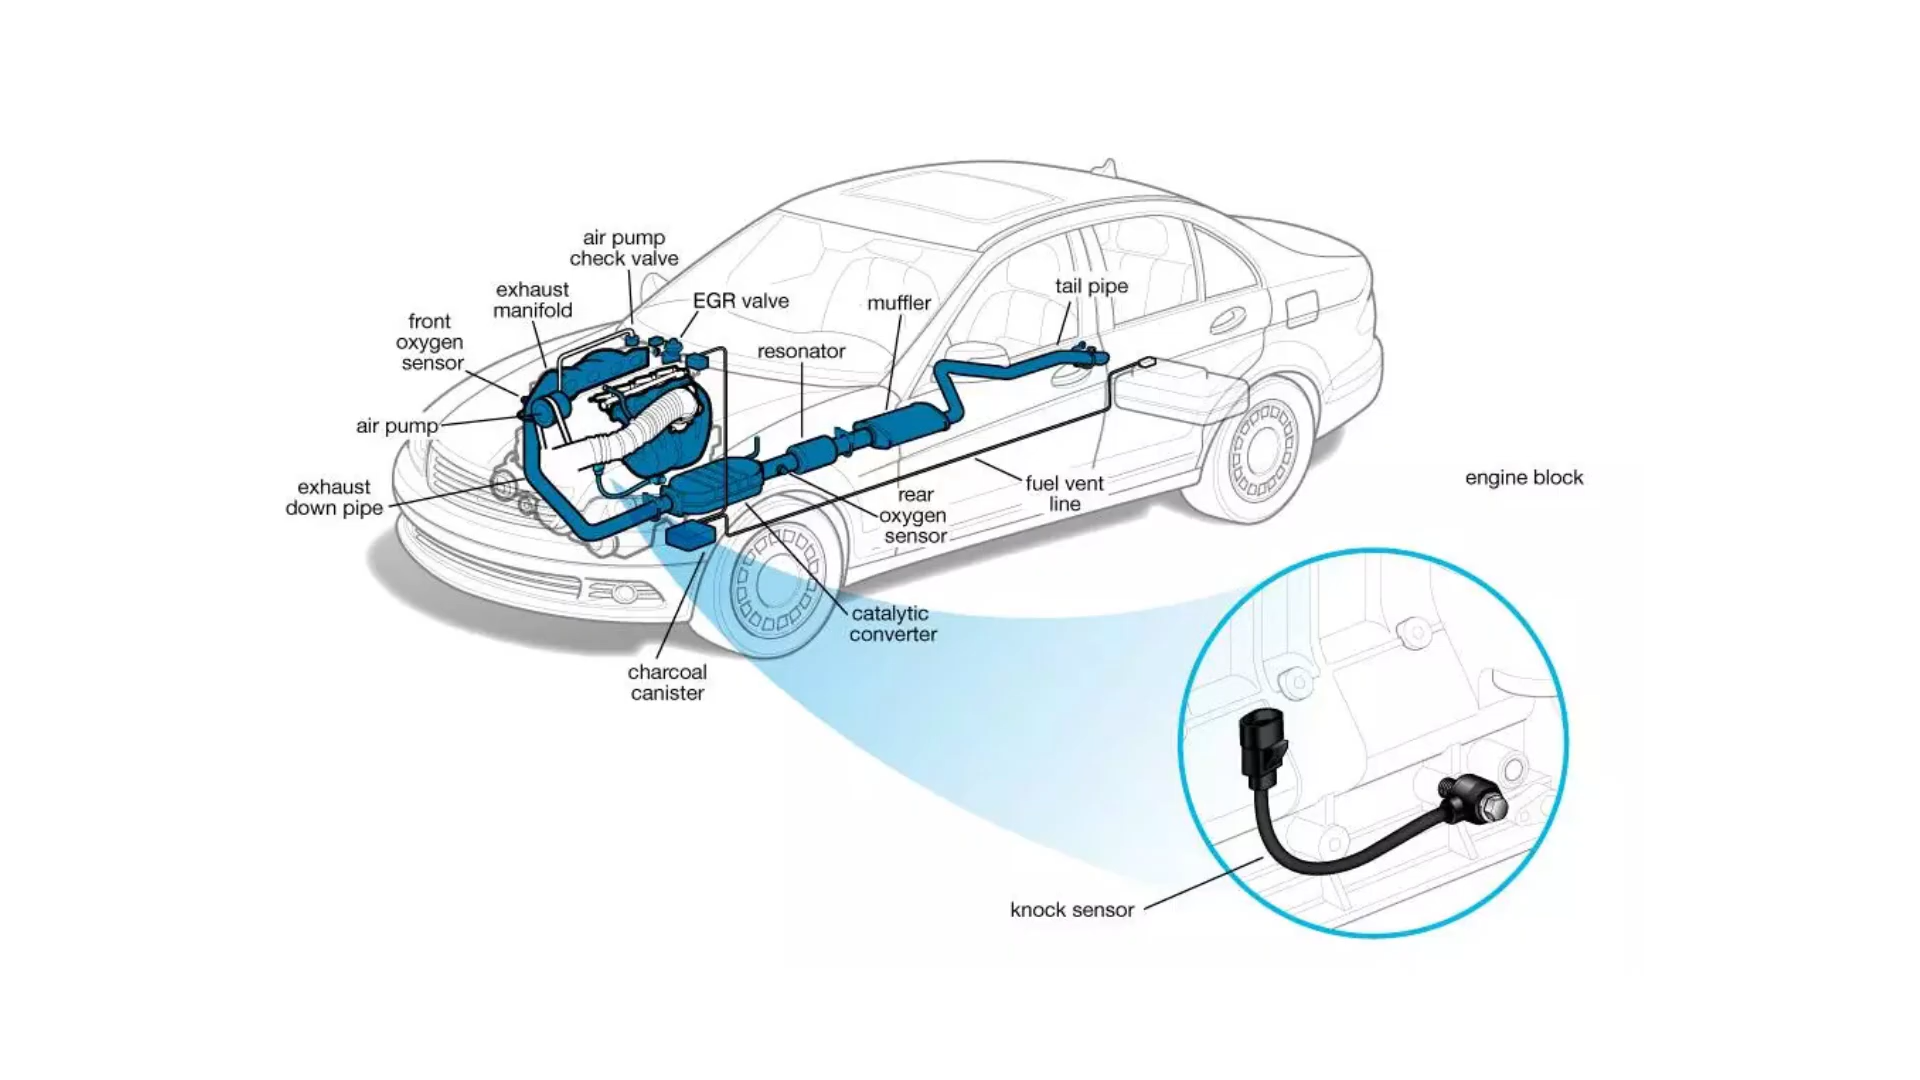 air pump
check valve
exhaust
manifold
EGR valve
muffler
tail pipe
front
oxygen
sensor
resonator
air pump
exhaust
down pipe
rear
oxygen
sensor
fuel vent
line
engine block
catalytic
converter
charcoal
canister
knock sensor